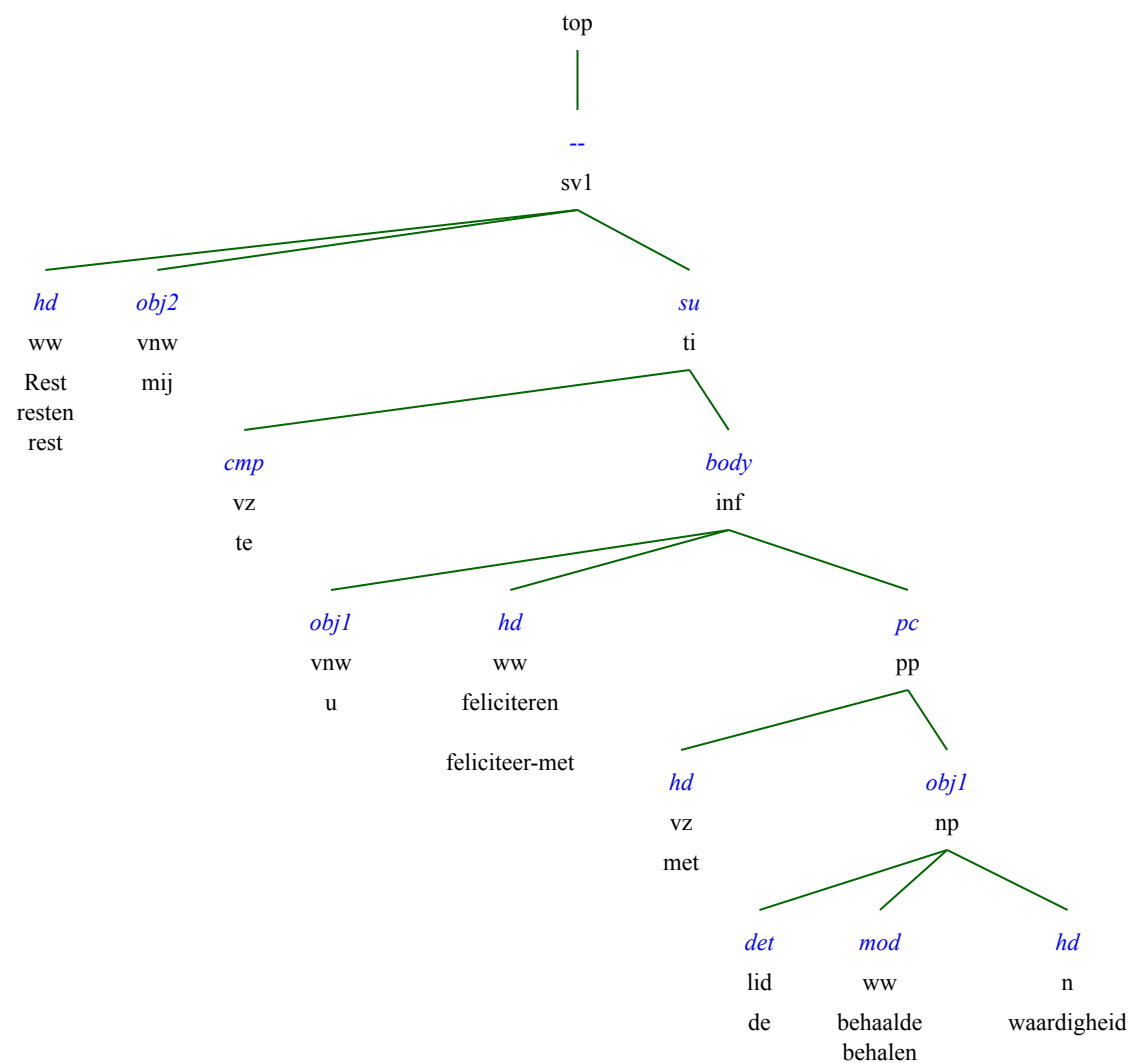 top
--
sv1
hd obj2 su
ww vnw ti
Rest mij
resten
rest
cmp body
vz inf
te
obj1 hd pc
vnw ww pp
u feliciteren
feliciteer-met
hd obj1
vz np
met
det mod hd
lid ww n
de behaalde waardigheid
behalen